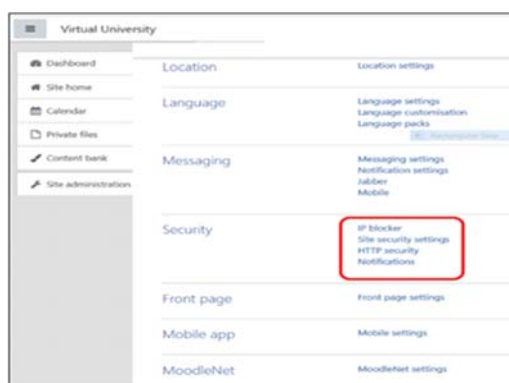 Virtual University
Dashboard
Site home
Calendar
Private files
Content bank
Site administration
Location
Location settings
Language
Language settings
Language customisation
Language packs
Rectangular Snip
Messaging
Messaging settings
Notification settings
Jabber
Mobile
Security
IP blocker
Site security settings
HTTP security
Notifications
Front page
Front page settings
Mobile app
Mobile settings
MoodleNet
MoodleNet settings